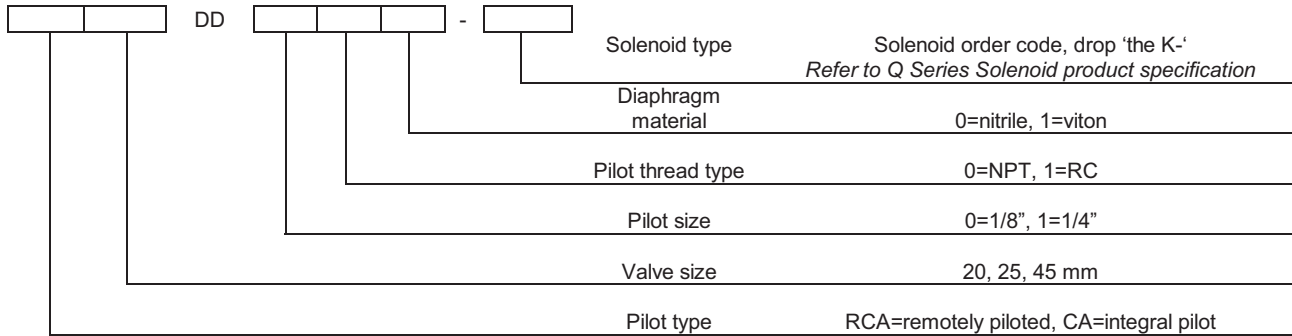 DD -
Solenoid type Solenoid order code, drop ‘the K-‘
Refer to Q Series Solenoid product specification
Diaphragm
material 0=nitrile, 1=viton
Pilot thread type 0=NPT, 1=RC
Pilot size 0=1/8”, 1=1/4”
Valve size 20, 25, 45 mm
Pilot type RCA=remotely piloted, CA=integral pilot